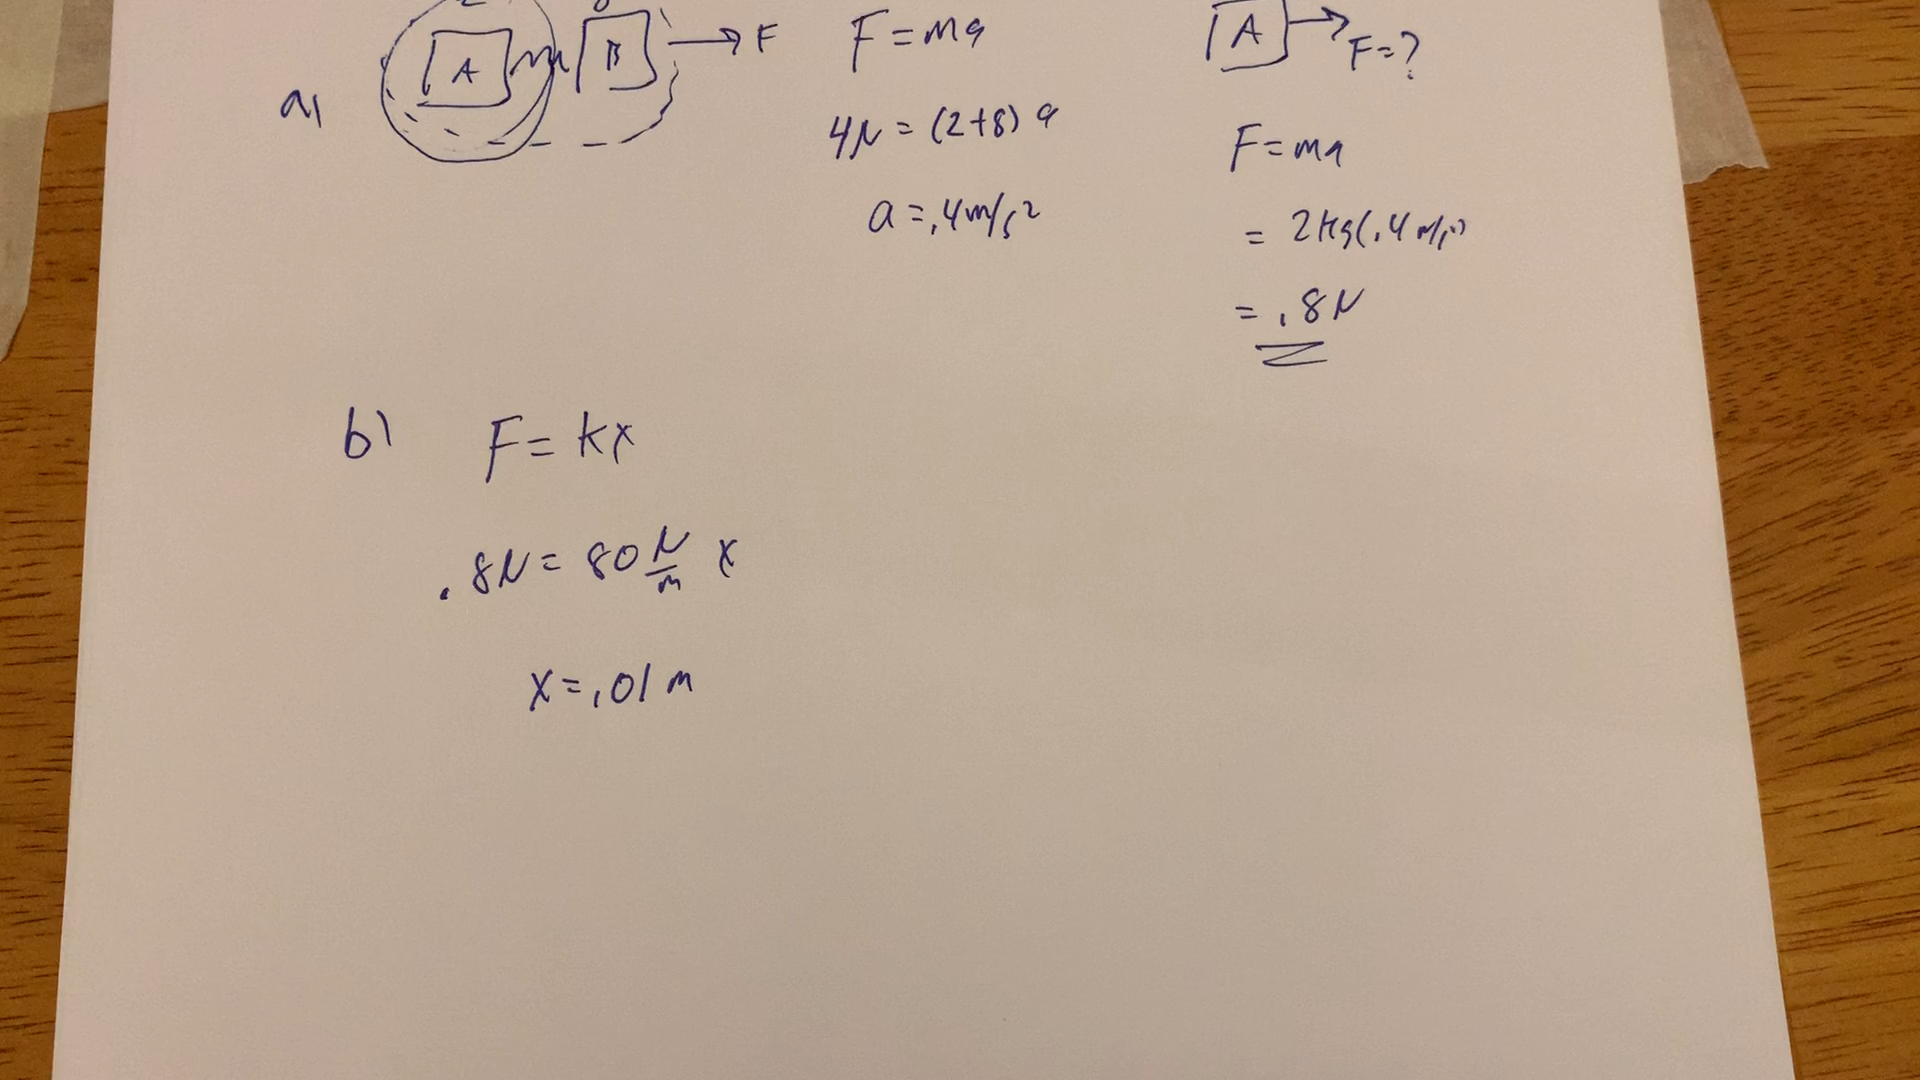 a)
A B → F
F = ma
4N = (2+8) a
a = .4 m/s²
A → F = ?
F = ma
= 2kg(.4 m/s²)
= .8N
b) F = kx
.8N = 80 N/m x
x = .01 m